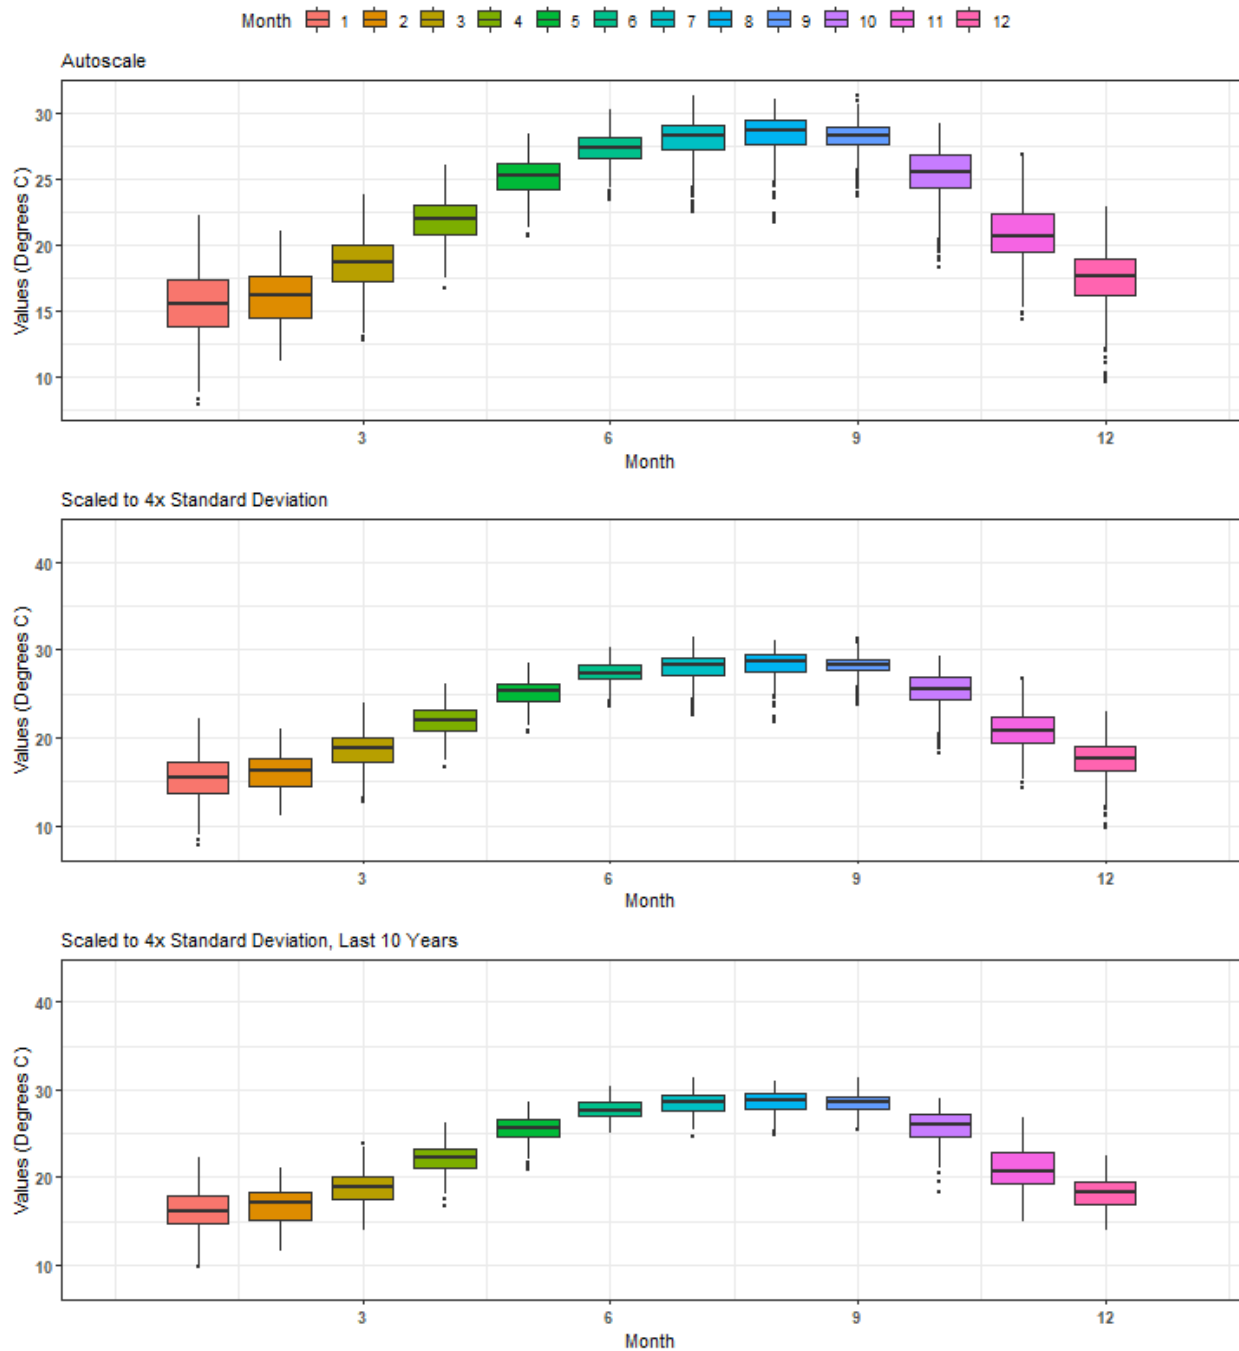 Month 1 2 3 4 5 6 7 8 9 10 11 12
Autoscale
Values (Degrees C)
30
25
20
15
10
3 6 9 12
Month
Scaled to 4x Standard Deviation
Values (Degrees C)
40
30
20
10
3 6 9 12
Month
Scaled to 4x Standard Deviation, Last 10 Years
Values (Degrees C)
40
30
20
10
3 6 9 12
Month